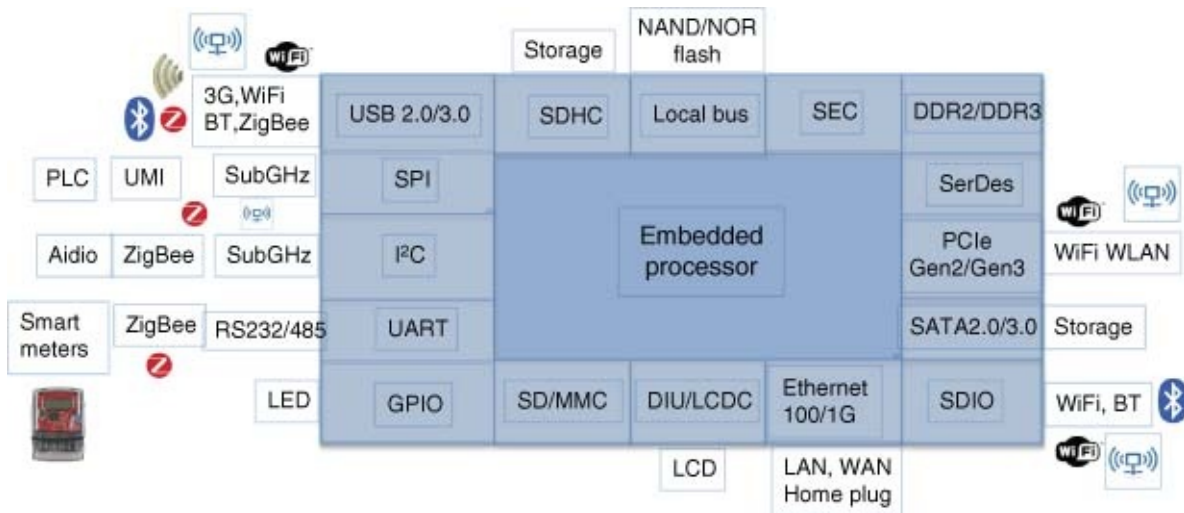 NAND/NOR
flash
Storage
WiFi
3G,WiFi
BT,ZigBee
USB 2.0/3.0
SDHC
Local bus
SEC
DDR2/DDR3
PLC
UMI
SubGHz
SPI
SerDes
Z
WiFi
Aidio
ZigBee
SubGHz
I²C
Embedded
processor
PCIe
Gen2/Gen3
WiFi WLAN
Smart
meters
ZigBee
RS232/485
UART
SATA2.0/3.0
Storage
Z
LED
GPIO
SD/MMC
DIU/LCDC
Ethernet
100/1G
SDIO
WiFi, BT
WiFi
LCD
LAN, WAN
Home plug